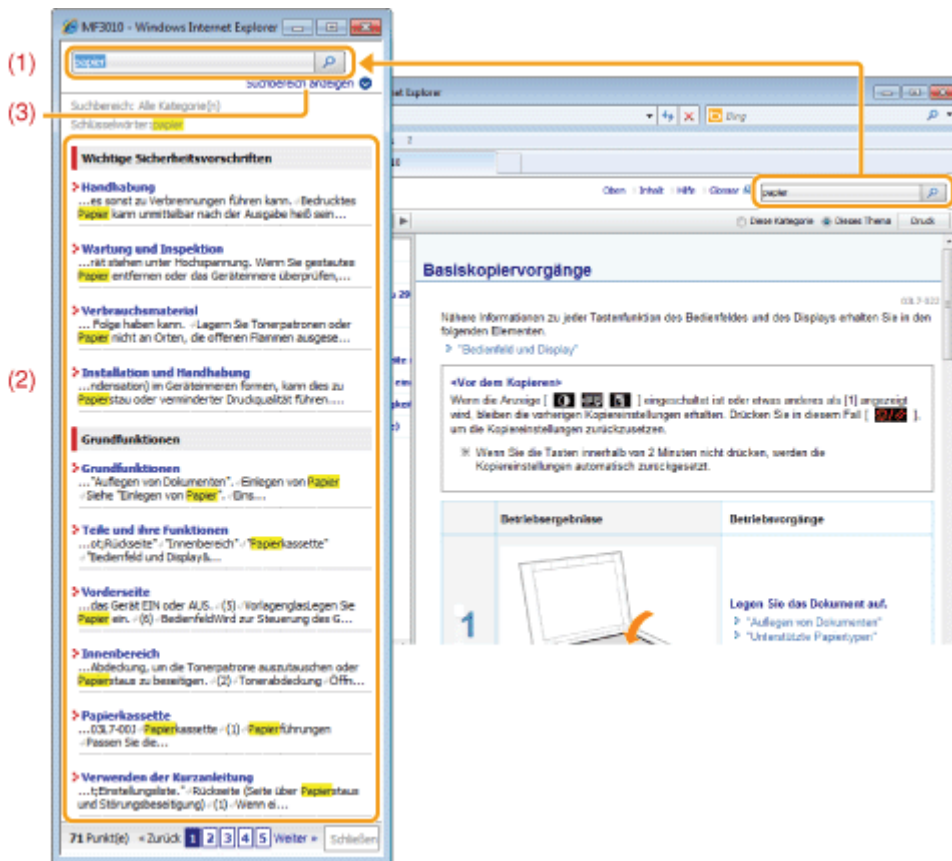 MF3010 - Windows Internet Explorer
(1)
papier
Suchbereich anzeigen
(3)
Suchbereich: Alle Kategorie(n)
Schlüsselwörter:papier
(2)
Wichtige Sicherheitsvorschriften
Handhabung
...es sonst zu Verbrennungen führen kann. Bedrucktes
Papier kann unmittelbar nach der Ausgabe heiß sein...
Wartung und Inspektion
...rät stehen unter Hochspannung. Wenn Sie gestautes
Papier entfernen oder das Geräteinnere überprüfen,...
Verbrauchsmaterial
... Folge haben kann. Lagern Sie Tonerpatronen oder
Papier nicht an Orten, die offenen Flammen ausgese...
Installation und Handhabung
...ndensation) im Geräteinneren formen, kann dies zu
Papierstau oder verminderter Druckqualität führen....
Grundfunktionen
Grundfunktionen
..."Auflegen von Dokumenten". Einlegen von Papier
Siehe "Einlegen von Papier". Eins...
Teile und ihre Funktionen
...ot;Rückseite" "Innenbereich" "Papierkassette"
"Bedienfeld und Display&...
Vorderseite
...das Gerät EIN oder AUS. (5) VorlagenglasLegen Sie
Papier ein. (6) BedienfeldWird zur Steuerung des G...
Innenbereich
...Abdeckung, um die Tonerpatrone auszutauschen oder
Papierstaus zu beseitigen. (2) Tonerabdeckung Öffn...
Papierkassette
...03L7-00J Papierkassette (1) Papierführungen
Passen Sie die...
Verwenden der Kurzanleitung
...t;Einstellungsliste." Rückseite (Seite über Papierstaus
und Störungsbeseitigung) (1) Wenn ei...
71 Punkt(e) « Zurück 1 2 3 4 5 Weiter » Schließen
et Explorer
Bing
2
10
Oben Inhalt Hilfe Glossar
papier
Diese Kategorie Dieses Thema Druck
Basiskopiervorgänge
u 29
Nähere Informationen zu jeder Tastenfunktion des Bedienfeldes und des Displays erhalten Sie in den
folgenden Elementen.
"Bedienfeld und Display"
<Vor dem Kopieren>
Wenn die Anzeige [ ] eingeschaltet ist oder etwas anderes als [1] angezeigt
wird, bleiben die vorherigen Kopiereinstellungen erhalten. Drücken Sie in diesem Fall [ ],
um die Kopiereinstellungen zurückzusetzen.
※ Wenn Sie die Tasten innerhalb von 2 Minuten nicht drücken, werden die
Kopiereinstellungen automatisch zurückgesetzt.
Betriebsergebnisse
Betriebsvorgänge
1
Legen Sie das Dokument auf.
"Auflegen von Dokumenten"
"Unterstützte Papiertypen"